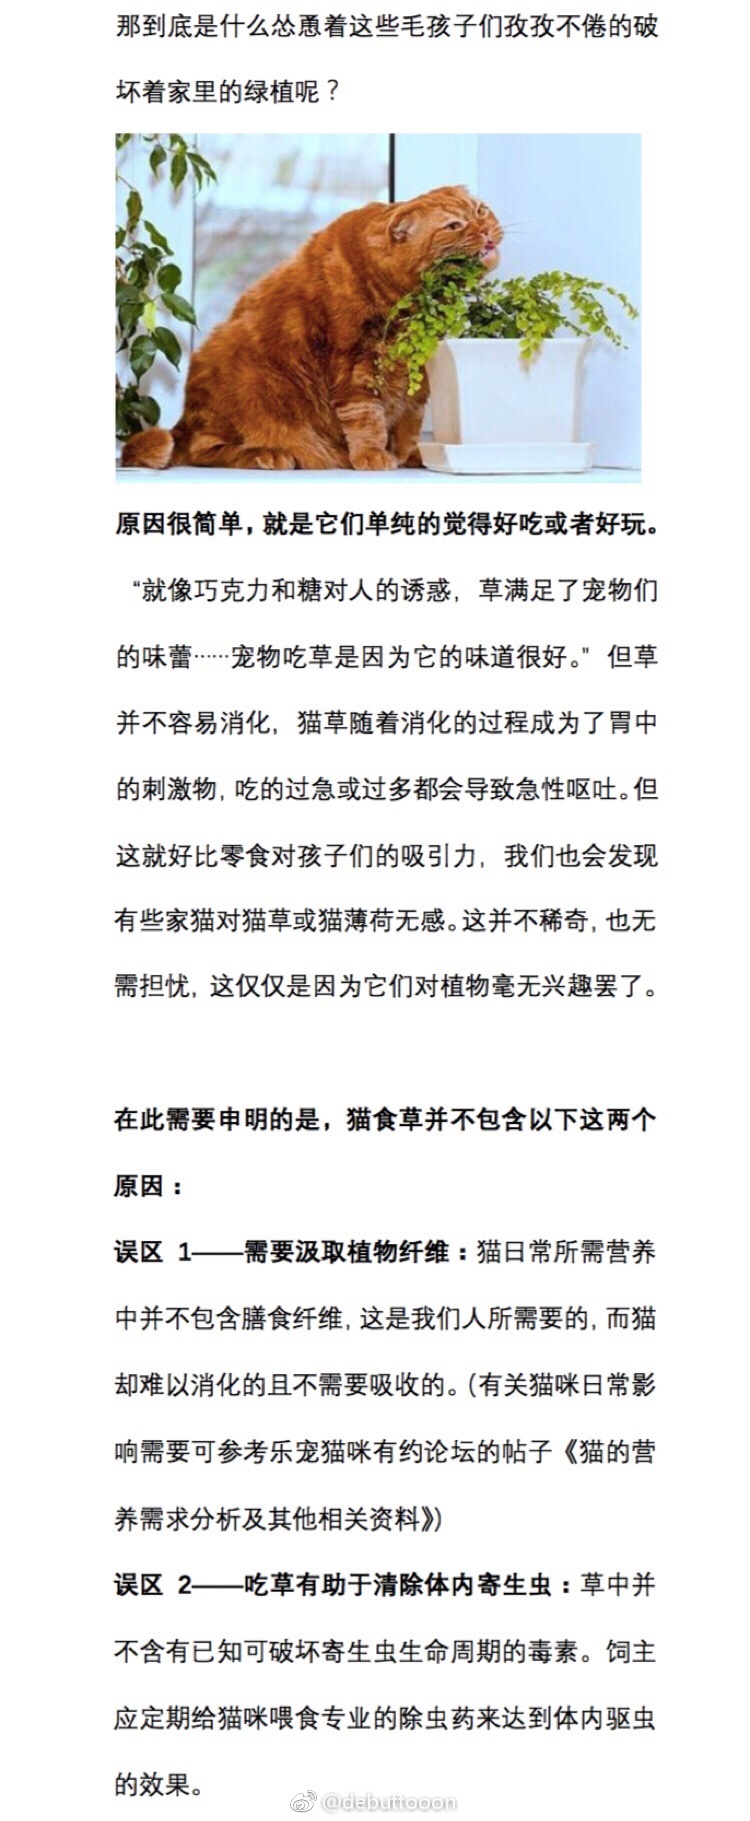 那到底是什么怂恿着这些毛孩子们孜孜不倦的破
坏着家里的绿植呢？
原因很简单，就是它们单纯的觉得好吃或者好玩。
“就像巧克力和糖对人的诱惑，草满足了宠物们
的味蕾……宠物吃草是因为它的味道很好。”但草
并不容易消化，猫草随着消化的过程成为了胃中
的刺激物，吃的过急或过多都会导致急性呕吐。但
这就好比零食对孩子们的吸引力，我们也会发现
有些家猫对猫草或猫薄荷无感。这并不稀奇，也无
需担忧，这仅仅是因为它们对植物毫无兴趣罢了。
在此需要申明的是，猫食草并不包含以下这两个
原因：
误区 1——需要汲取植物纤维：猫日常所需营养
中并不包含膳食纤维，这是我们人所需要的，而猫
却难以消化的且不需要吸收的。（有关猫咪日常影
响需要可参考乐宠猫咪有约论坛的帖子《猫的营
养需求分析及其他相关资料》）
误区 2——吃草有助于清除体内寄生虫：草中并
不含有已知可破坏寄生虫生命周期的毒素。饲主
应定期给猫咪喂食专业的除虫药来达到体内驱虫
的效果。
@debuttooon